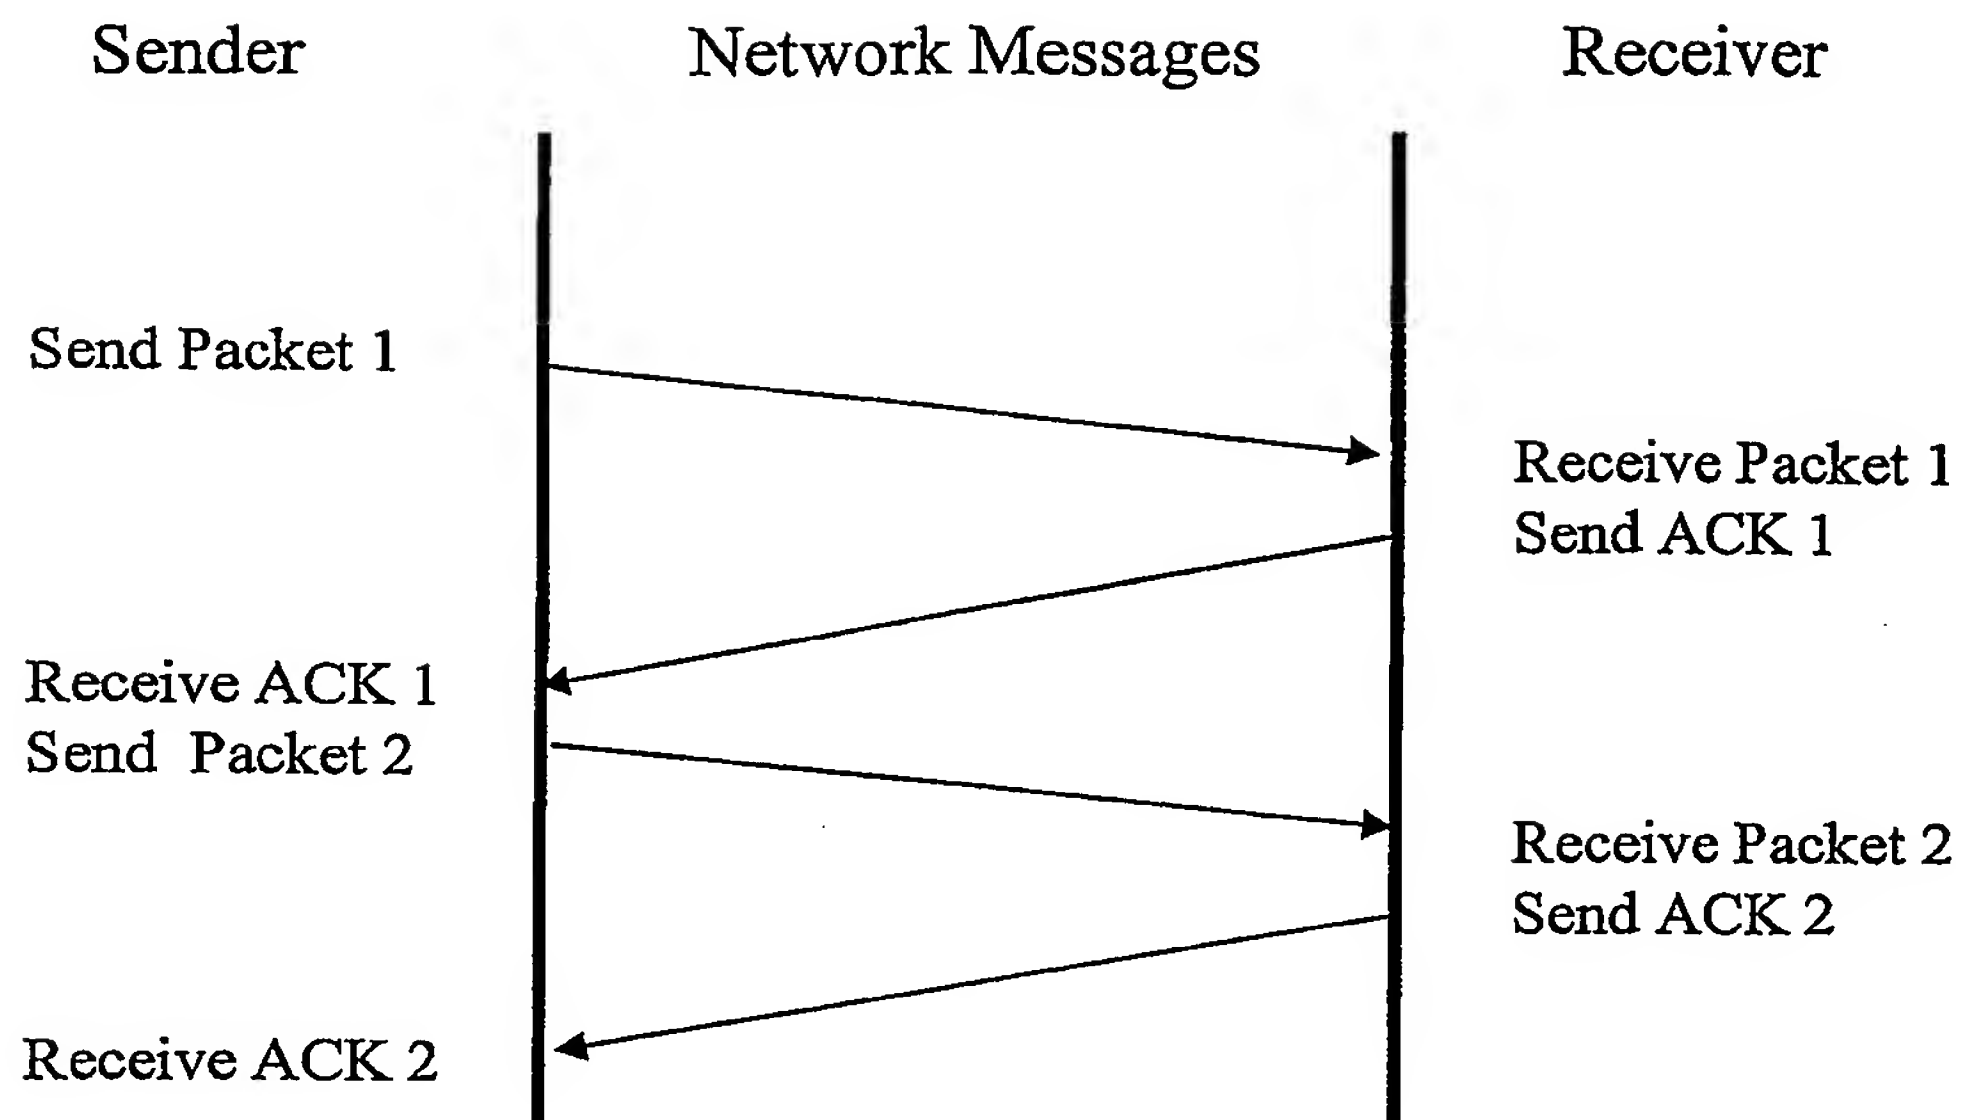 Sender
Network Messages
Receiver
Send Packet 1
Receive Packet 1
Send ACK 1
Receive ACK 1
Send Packet 2
Receive Packet 2
Send ACK 2
Receive ACK 2